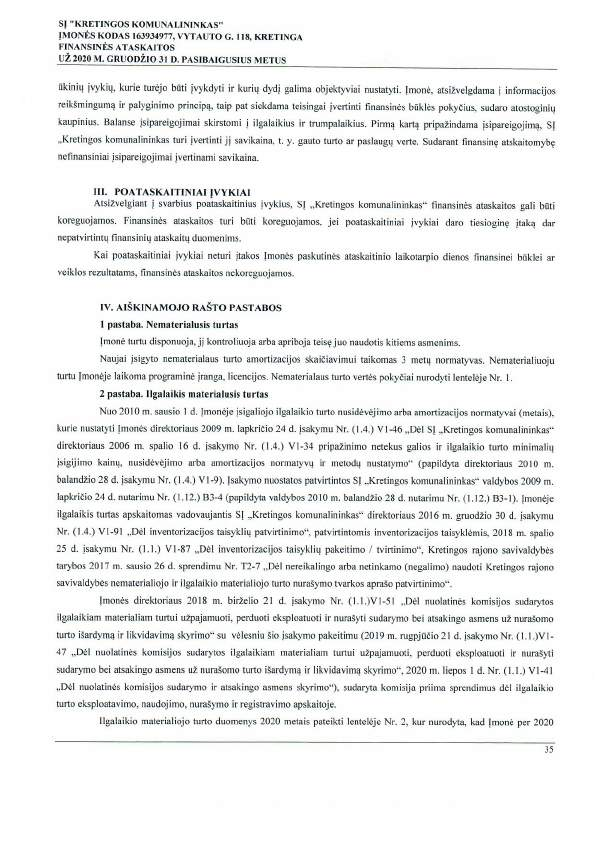 SĮ "KRETINGOS KOMUNALININKAS"
ĮMONĖS KODAS 163934977, VYTAUTO G. 118, KRETINGA
FINANSINĖS ATASKAITOS
UŽ 2020 M. GRUODŽIO 31 D. PASIBAIGUSIUS METUS
ūkinių įvykių, kurie turėjo būti įvykdyti ir kurių dydį galima objektyviai nustatyti. Įmonė, atsižvelgdama į informacijos
reikšmingumą ir palyginimo principą, taip pat siekdama teisingai įvertinti finansinės būklės pokyčius, sudaro atostoginių
kaupinius. Balanse įsipareigojimai skirstomi į ilgalaikius ir trumpalaikius. Pirmą kartą pripažindama įsipareigojimą, SĮ
„Kretingos komunalininkas turi įvertinti jį savikaina, t. y. gauto turto ar paslaugų verte. Sudarant finansinę atskaitomybę
nefinansiniai įsipareigojimai įvertinami savikaina.
III. POATASKAITINIAI ĮVYKIAI
Atsižvelgiant į svarbius poataskaitinius įvykius, SĮ „Kretingos komunalininkas“ finansinės ataskaitos gali būti
koreguojamos. Finansinės ataskaitos turi būti koreguojamos, jei poataskaitiniai įvykiai daro tiesioginę įtaką dar
nepatvirtintų finansinių ataskaitų duomenims.
Kai poataskaitiniai įvykiai neturi įtakos Įmonės paskutinės ataskaitinio laikotarpio dienos finansinei būklei ar
veiklos rezultatams, finansinės ataskaitos nekoreguojamos.
IV. AIŠKINAMOJO RAŠTO PASTABOS
1 pastaba. Nematerialusis turtas
Įmonė turtu disponuoja, jį kontroliuoja arba apriboja teisę juo naudotis kitiems asmenims.
Naujai įsigyto nematerialaus turto amortizacijos skaičiavimui taikomas 3 metų normatyvas. Nematerialiuoju
turtu Įmonėje laikoma programinė įranga, licencijos. Nematerialaus turto vertės pokyčiai nurodyti lentelėje Nr. 1.
2 pastaba. Ilgalaikis materialusis turtas
Nuo 2010 m. sausio 1 d. Įmonėje įsigaliojo ilgalaikio turto nusidėvėjimo arba amortizacijos normatyvai (metais),
kurie nustatyti Įmonės direktoriaus 2009 m. lapkričio 24 d. įsakymu Nr. (1.4.) V1-46 „Dėl SĮ „Kretingos komunalininkas“
direktoriaus 2006 m. spalio 16 d. įsakymo Nr. (1.4.) V1-34 pripažinimo netekus galios ir ilgalaikio turto minimalių
įsigijimo kainų, nusidėvėjimo arba amortizacijos normatyvų ir metodų nustatymo“ (papildyta direktoriaus 2010 m.
balandžio 28 d. įsakymu Nr. (1.4.) V1-9). Įsakymo nuostatos patvirtintos SĮ „Kretingos komunalininkas“ valdybos 2009 m.
lapkričio 24 d. nutarimu Nr. (1.12.) B3-4 (papildyta valdybos 2010 m. balandžio 28 d. nutarimu Nr. (1.12.) B3-1). Įmonėje
ilgalaikis turtas apskaitomas vadovaujantis SĮ „Kretingos komunalininkas“ direktoriaus 2016 m. gruodžio 30 d. įsakymu
Nr. (1.4.) V1-91 „Dėl inventorizacijos taisyklių patvirtinimo“, patvirtintomis inventorizacijos taisyklėmis, 2018 m. spalio
25 d. įsakymu Nr. (1.1.) V1-87 „Dėl inventorizacijos taisyklių pakeitimo / tvirtinimo“, Kretingos rajono savivaldybės
tarybos 2017 m. sausio 26 d. sprendimu Nr. T2-7 „Dėl nereikalingo arba netinkamo (negalimo) naudoti Kretingos rajono
savivaldybės nematerialiojo ir ilgalaikio materialiojo turto nurašymo tvarkos aprašo patvirtinimo“.
Įmonės direktoriaus 2018 m. birželio 21 d. įsakymo Nr. (1.1.)V1-51 „Dėl nuolatinės komisijos sudarytos
ilgalaikiam materialiam turtui užpajamuoti, perduoti eksploatuoti ir nurašyti sudarymo bei atsakingo asmens už nurašomo
turto išardymą ir likvidavimą skyrimo“ su vėlesniu šio įsakymo pakeitimu (2019 m. rugpjūčio 21 d. įsakymo Nr. (1.1.)V1-
47 „Dėl nuolatinės komisijos sudarytos ilgalaikiam materialiam turtui užpajamuoti, perduoti eksploatuoti ir nurašyti
sudarymo bei atsakingo asmens už nurašomo turto išardymą ir likvidavimą skyrimo“, 2020 m. liepos 1 d. Nr. (1.1.) V1-41
„Dėl nuolatinės komisijos sudarymo ir atsakingo asmens skyrimo“), sudaryta komisija priima sprendimus dėl ilgalaikio
turto eksploatavimo, naudojimo, nurašymo ir registravimo apskaitoje.
Ilgalaikio materialiojo turto duomenys 2020 metais pateikti lentelėje Nr. 2, kur nurodyta, kad Įmonė per 2020
35